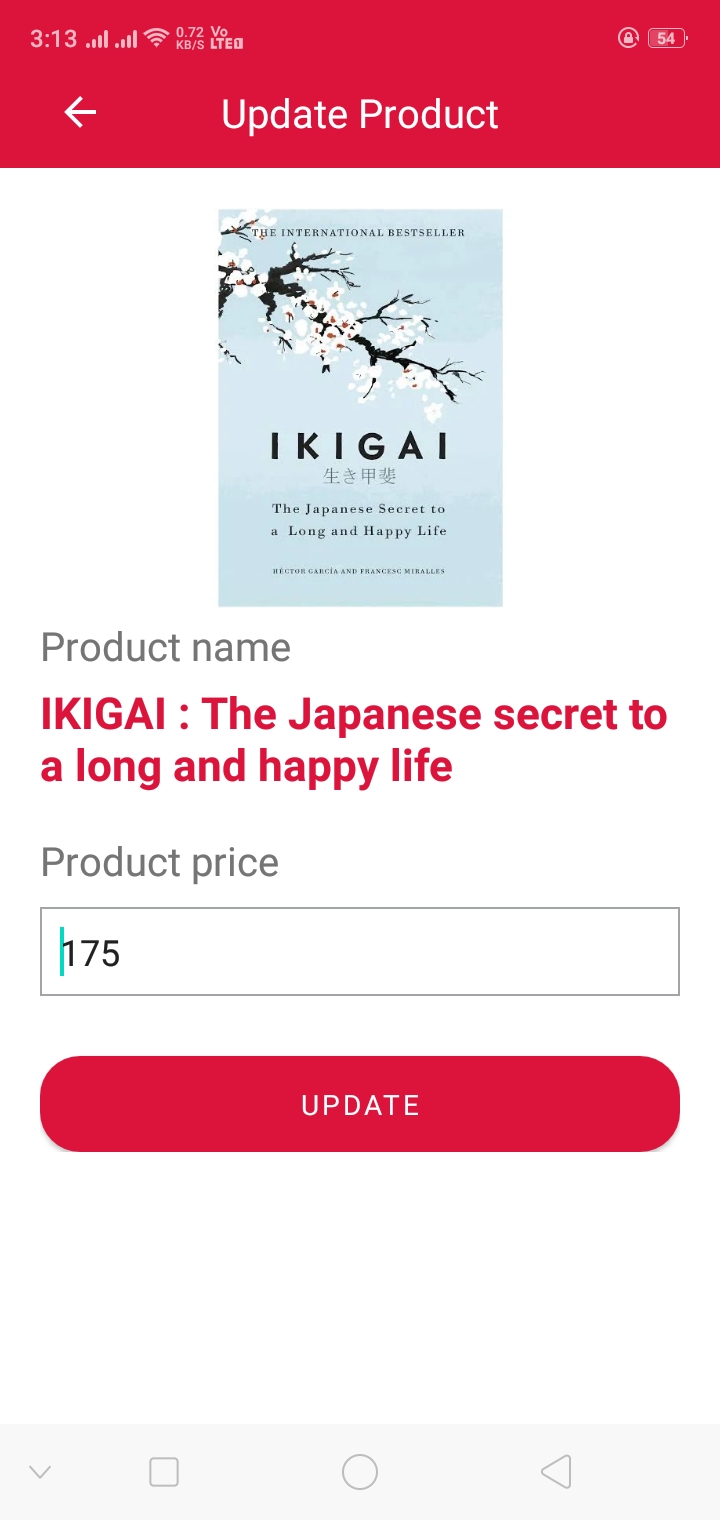 3:13 0.72 KB/S Vo LTE 54
Update Product
THE INTERNATIONAL BESTSELLER
IKIGAI
生き甲斐
The Japanese Secret to
a Long and Happy Life
HÉCTOR GARCÍA AND FRANCESC MIRALLES
Product name
IKIGAI : The Japanese secret to
a long and happy life
Product price
175
UPDATE